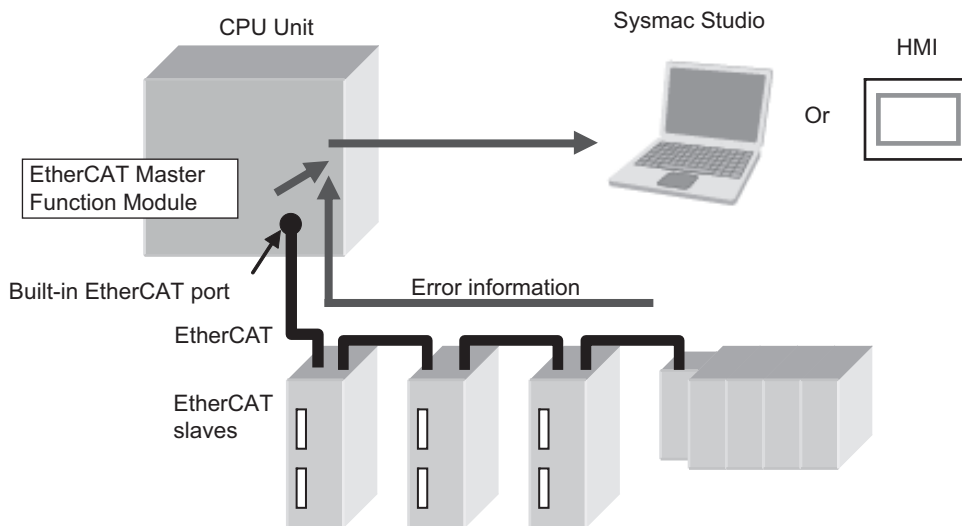 CPU Unit
Sysmac Studio
HMI
Or
EtherCAT Master
Function Module
Built-in EtherCAT port
Error information
EtherCAT
EtherCAT
slaves